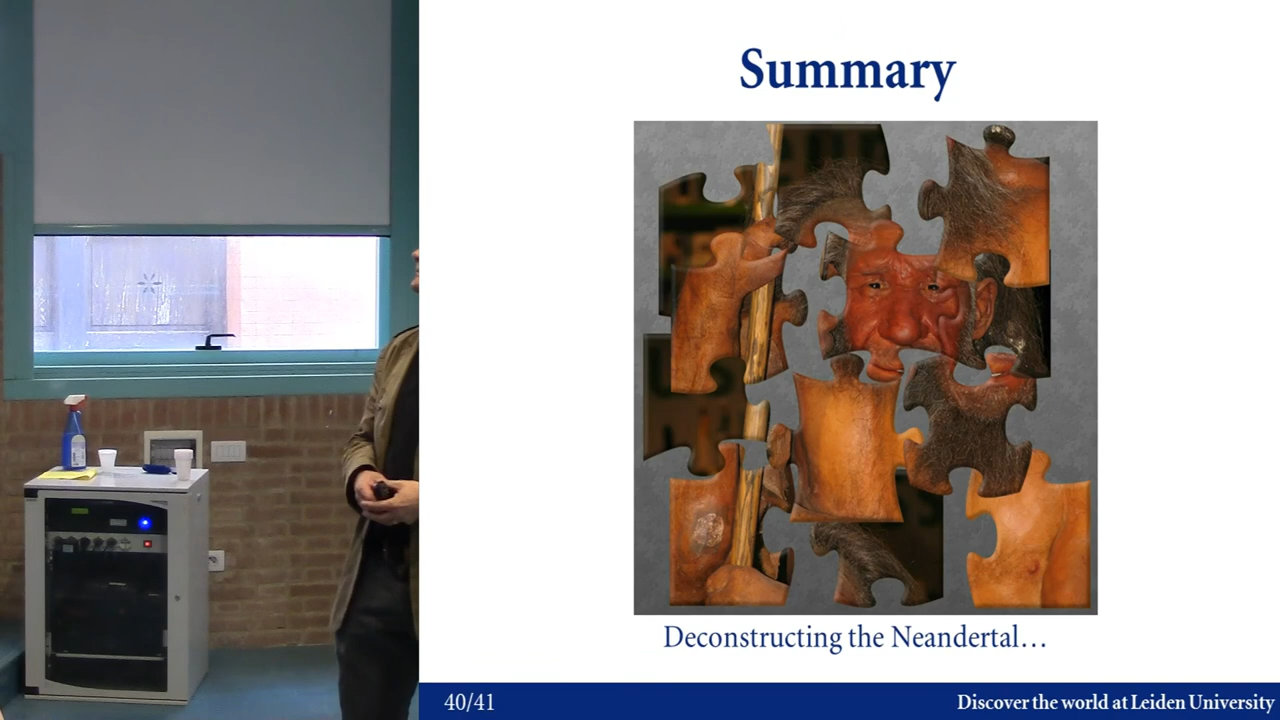 Summary
Deconstructing the Neandertal…
40/41
Discover the world at Leiden University